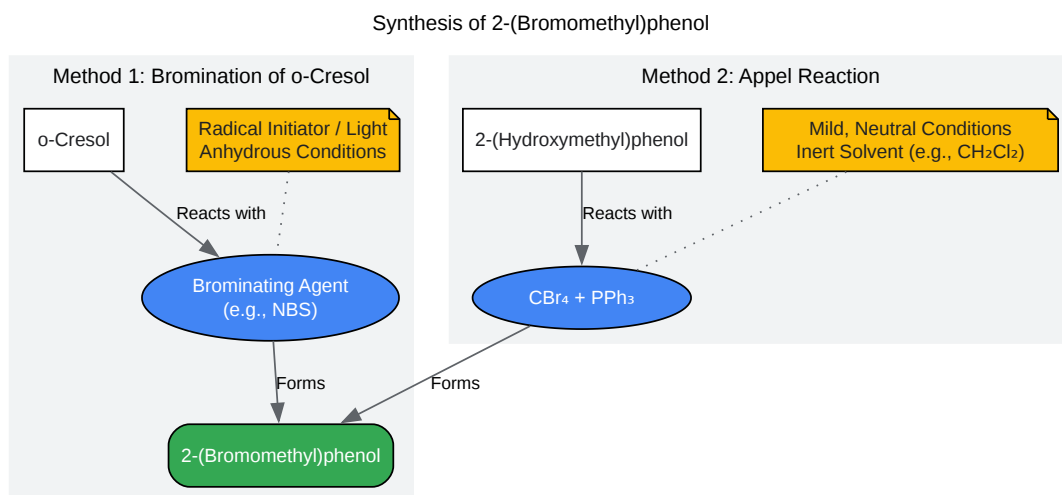 Synthesis of 2-(Bromomethyl)phenol
Method 1: Bromination of o-Cresol
o-Cresol
Radical Initiator / Light
Anhydrous Conditions
Reacts with
Brominating Agent
(e.g., NBS)
Forms
2-(Bromomethyl)phenol
Method 2: Appel Reaction
2-(Hydroxymethyl)phenol
Mild, Neutral Conditions
Inert Solvent (e.g., CH₂Cl₂)
Reacts with
CBr₄ + PPh₃
Forms